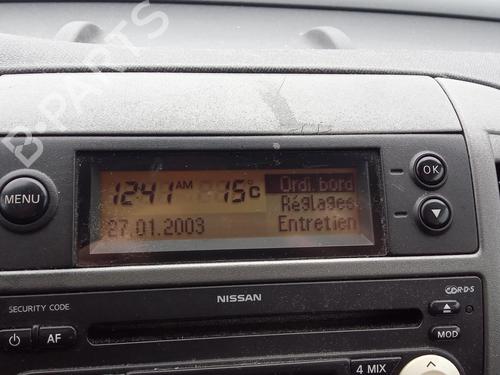 B-PARTS
MENU
12:41 AM 15°C
27.01.2003
Ordi. bord
Réglages
Entretien
OK
SECURITY CODE
NISSAN
C◊R·D·S
AF
MOD
4 MIX